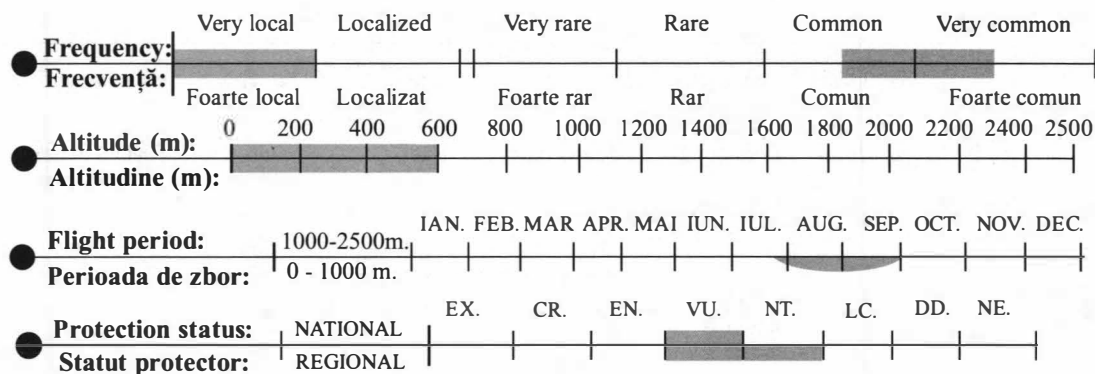 Very local Localized Very rare Rare Common Very common
Frequency:
Frecvență:
Foarte local Localizat Foarte rar Rar Comun Foarte comun
0 200 400 600 800 1000 1200 1400 1600 1800 2000 2200 2400 2500
Altitude (m):
Altitudine (m):
IAN. FEB. MAR APR. MAI IUN. IUL. AUG. SEP. OCT. NOV. DEC.
Flight period: 1000-2500m.
Perioada de zbor: 0 - 1000 m.
EX. CR. EN. VU. NT. LC. DD. NE.
Protection status: NATIONAL
Statut protector: REGIONAL